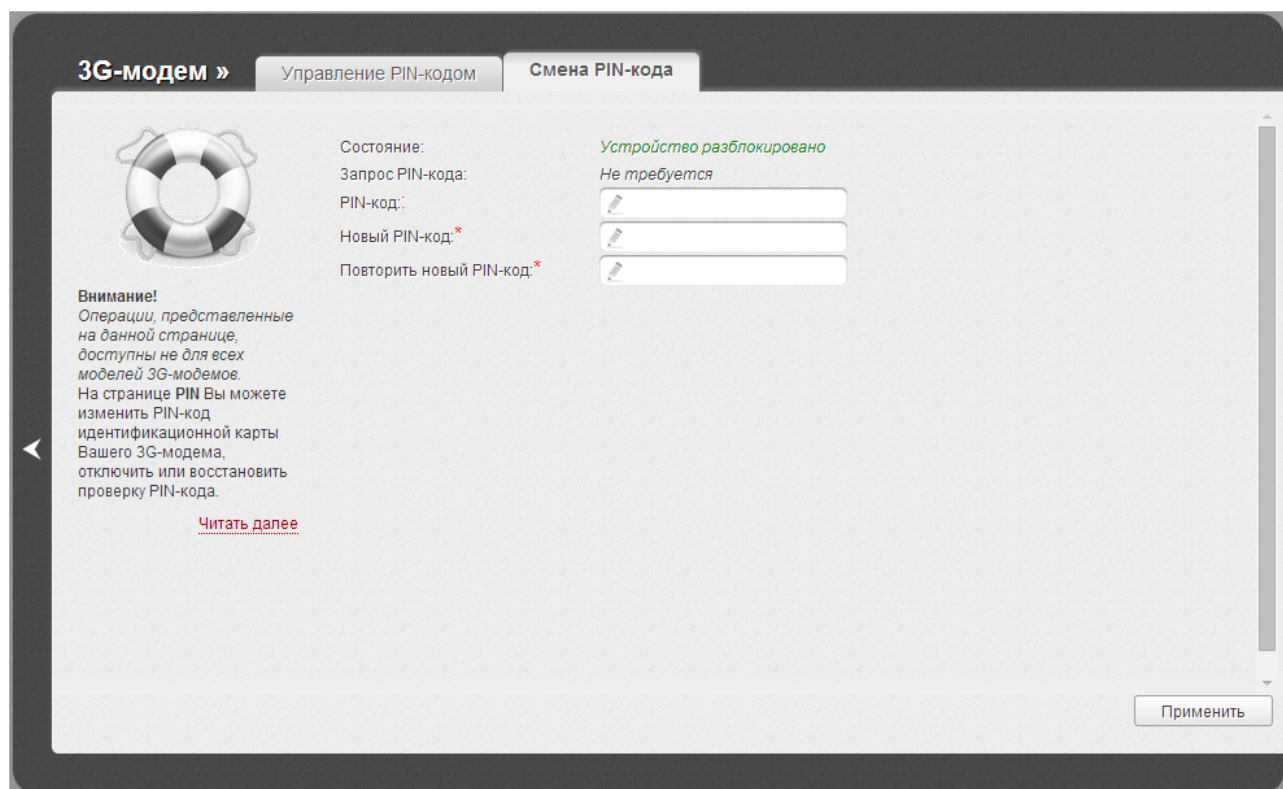 3G-модем »
Управление PIN-кодом
Смена PIN-кода
Состояние:
Устройство разблокировано
Запрос PIN-кода:
Не требуется
PIN-код::
Новый PIN-код:*
Повторить новый PIN-код:*
Внимание!
Операции, представленные
на данной странице,
доступны не для всех
моделей 3G-модемов.
На странице PIN Вы можете
изменить PIN-код
идентификационной карты
Вашего 3G-модема,
отключить или восстановить
проверку PIN-кода.
Читать далее
Применить